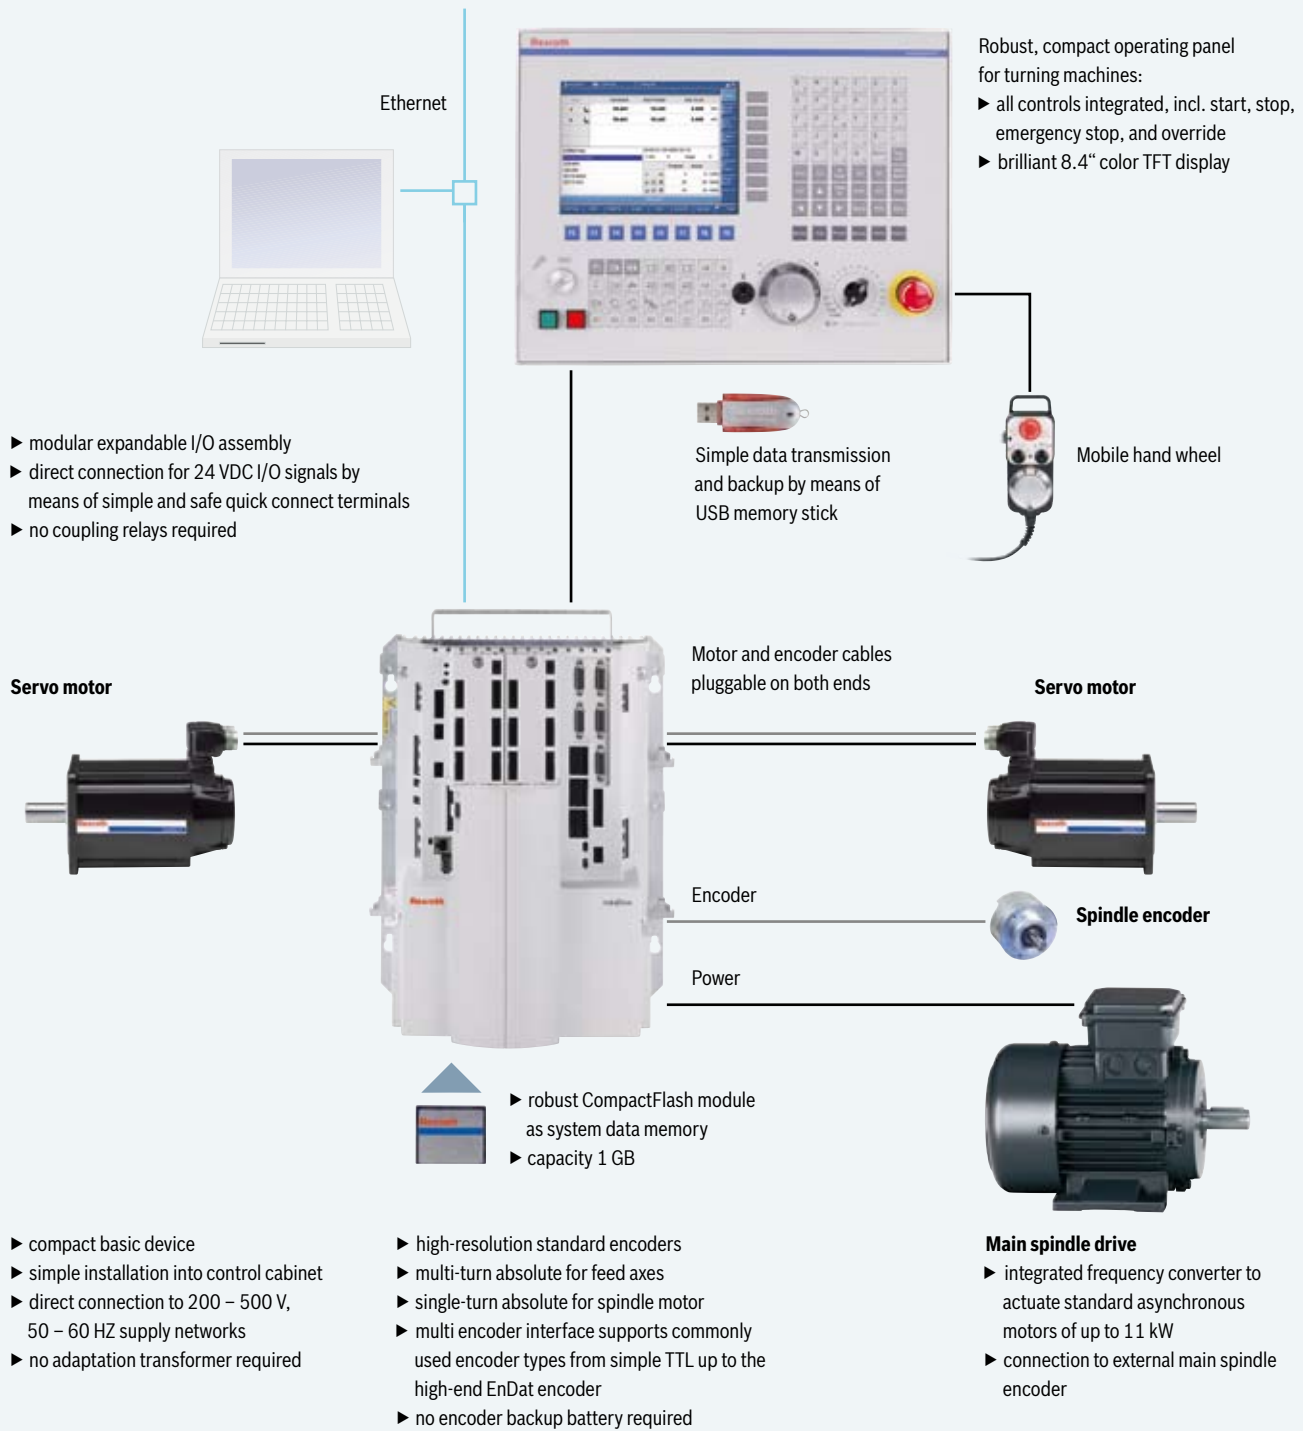 Rexroth
Ethernet
Robust, compact operating panel
for turning machines:
▶ all controls integrated, incl. start, stop,
emergency stop, and override
▶ brilliant 8.4“ color TFT display
▶ modular expandable I/O assembly
▶ direct connection for 24 VDC I/O signals by
means of simple and safe quick connect terminals
▶ no coupling relays required
Simple data transmission
and backup by means of
USB memory stick
Mobile hand wheel
Motor and encoder cables
pluggable on both ends
Servo motor
Servo motor
Rexroth
Rexroth
Rexroth
Encoder
Spindle encoder
Power
Rexroth
▶ robust CompactFlash module
as system data memory
▶ capacity 1 GB
▶ compact basic device
▶ simple installation into control cabinet
▶ direct connection to 200 – 500 V,
50 – 60 HZ supply networks
▶ no adaptation transformer required
▶ high-resolution standard encoders
▶ multi-turn absolute for feed axes
▶ single-turn absolute for spindle motor
▶ multi encoder interface supports commonly
used encoder types from simple TTL up to the
high-end EnDat encoder
▶ no encoder backup battery required
Main spindle drive
▶ integrated frequency converter to
actuate standard asynchronous
motors of up to 11 kW
▶ connection to external main spindle
encoder